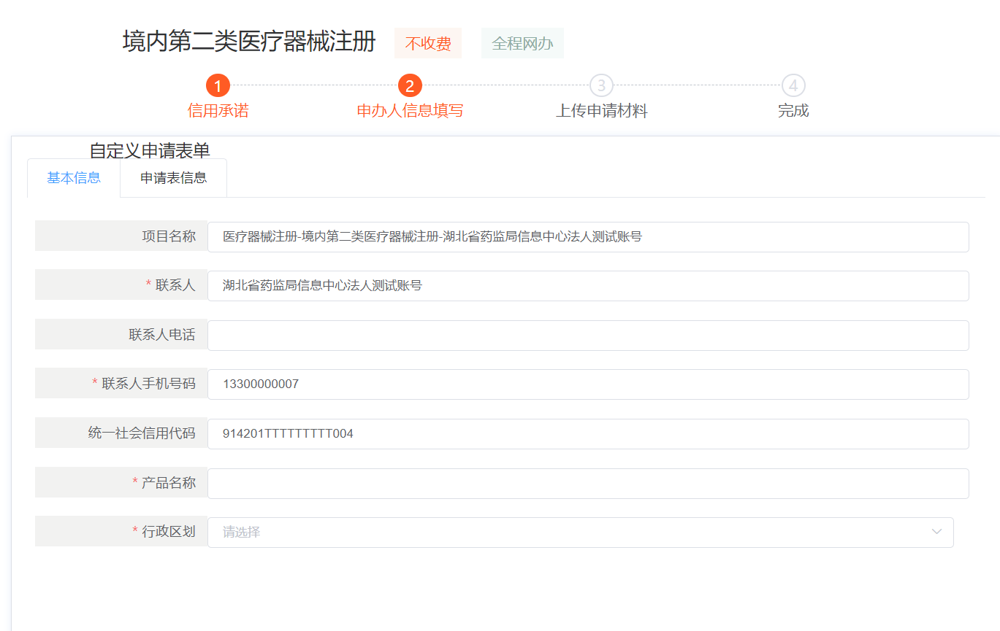 境内第二类医疗器械注册 不收费 全程网办
1 2 3 4
信用承诺 申办人信息填写 上传申请材料 完成
自定义申请表单
基本信息 申请表信息
项目名称 医疗器械注册-境内第二类医疗器械注册-湖北省药监局信息中心法人测试账号
* 联系人 湖北省药监局信息中心法人测试账号
联系人电话
* 联系人手机号码 13300000007
统一社会信用代码 914201TTTTTTTTT004
* 产品名称
* 行政区划 请选择